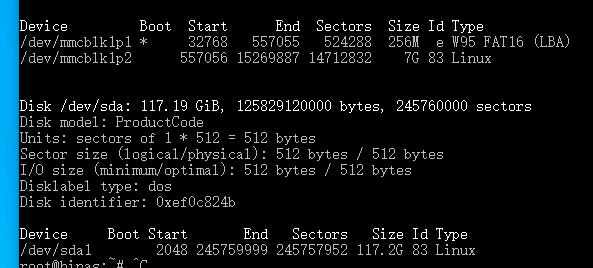 Device Boot Start End Sectors Size Id Type
/dev/mmcblk1p1 * 32768 557055 524288 256M e W95 FAT16 (LBA)
/dev/mmcblk1p2 557056 15269887 14712832 7G 83 Linux
Disk /dev/sda: 117.19 GiB, 125829120000 bytes, 245760000 sectors
Disk model: ProductCode
Units: sectors of 1 * 512 = 512 bytes
Sector size (logical/physical): 512 bytes / 512 bytes
I/O size (minimum/optimal): 512 bytes / 512 bytes
Disklabel type: dos
Disk identifier: 0xef0c824b
Device Boot Start End Sectors Size Id Type
/dev/sda1 2048 245759999 245757952 117.2G 83 Linux
root@hinas:~# ^C